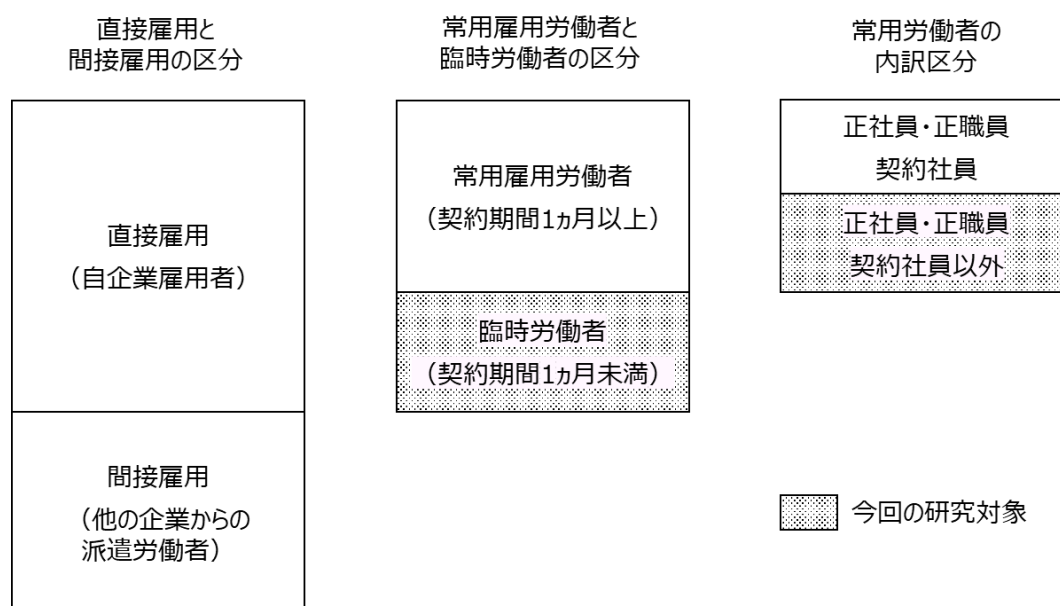 直接雇用と
間接雇用の区分
常用雇用労働者と
臨時労働者の区分
常用労働者の
内訳区分
直接雇用
（自企業雇用者）
間接雇用
（他の企業からの
派遣労働者）
常用雇用労働者
（契約期間1ヵ月以上）
臨時労働者
（契約期間1ヵ月未満）
正社員・正職員
契約社員
正社員・正職員
契約社員以外
今回の研究対象